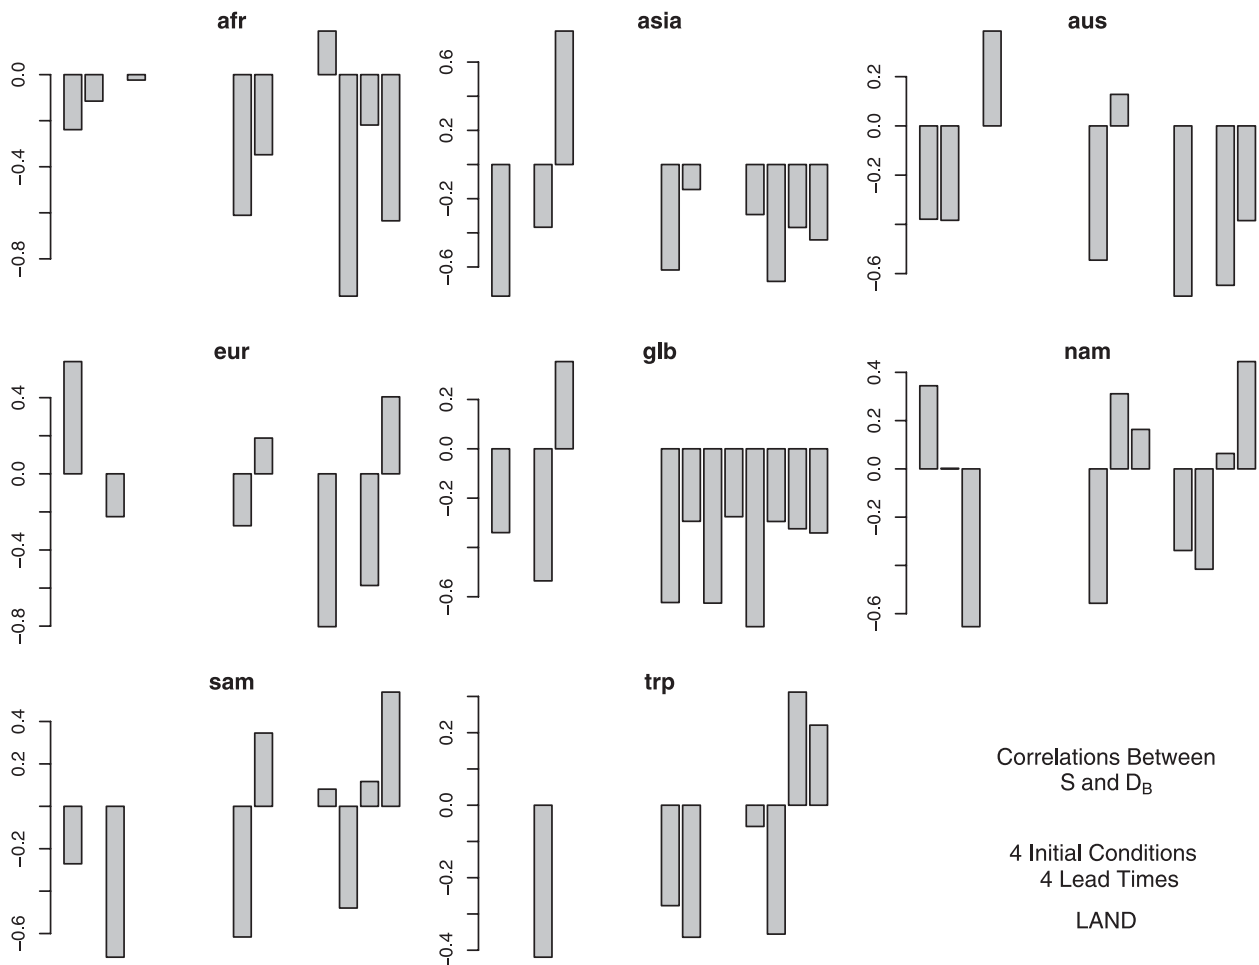 afr
0.0
−0.4
−0.8
asia
0.6
0.2
−0.2
−0.6
aus
0.2
0.0
−0.2
−0.6
eur
0.4
0.0
−0.4
−0.8
glb
0.2
0.0
−0.2
−0.6
nam
0.4
0.2
0.0
−0.2
−0.6
sam
0.4
0.2
−0.2
−0.6
trp
0.2
0.0
−0.2
−0.4
Correlations Between
S and D_B
4 Initial Conditions
4 Lead Times
LAND